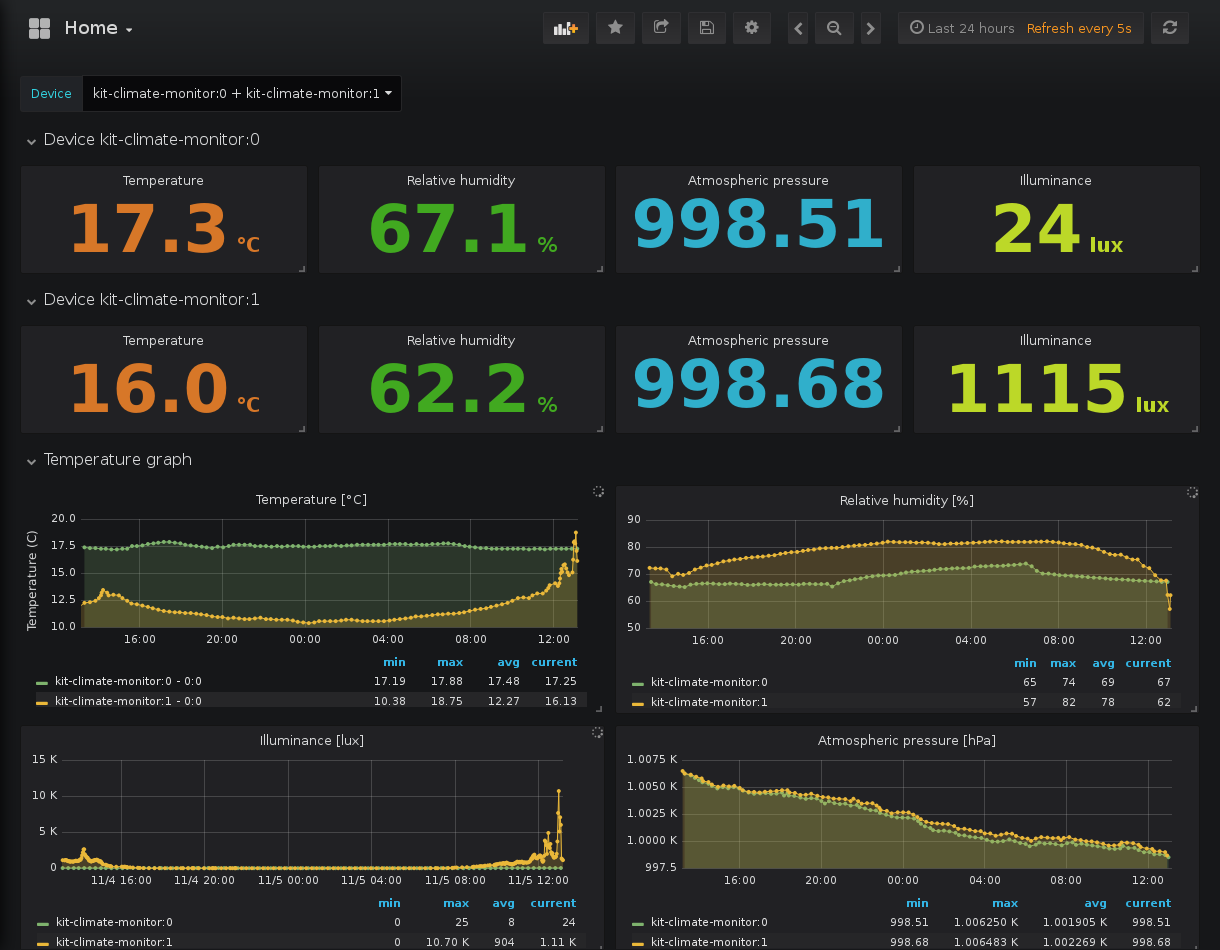 Home
Last 24 hours Refresh every 5s
Device kit-climate-monitor:0 + kit-climate-monitor:1
Device kit-climate-monitor:0
Temperature Relative humidity Atmospheric pressure Illuminance
17.3 °C 67.1 % 998.51 24 lux
Device kit-climate-monitor:1
Temperature Relative humidity Atmospheric pressure Illuminance
16.0 °C 62.2 % 998.68 1115 lux
Temperature graph
Temperature [°C]
Temperature (C)
20.0
17.5
15.0
12.5
10.0
16:00 20:00 00:00 04:00 08:00 12:00
min max avg current
kit-climate-monitor:0 - 0:0 17.19 17.88 17.48 17.25
kit-climate-monitor:1 - 0:0 10.38 18.75 12.27 16.13
Relative humidity [%]
90
80
70
60
50
16:00 20:00 00:00 04:00 08:00 12:00
min max avg current
kit-climate-monitor:0 65 74 69 67
kit-climate-monitor:1 57 82 78 62
Illuminance [lux]
15 K
10 K
5 K
0
11/4 16:00 11/4 20:00 11/5 00:00 11/5 04:00 11/5 08:00 11/5 12:00
min max avg current
kit-climate-monitor:0 0 25 8 24
kit-climate-monitor:1 0 10.70 K 904 1.11 K
Atmospheric pressure [hPa]
1.0075 K
1.0050 K
1.0025 K
1.0000 K
997.5
16:00 20:00 00:00 04:00 08:00 12:00
min max avg current
kit-climate-monitor:0 998.51 1.006250 K 1.001905 K 998.51
kit-climate-monitor:1 998.68 1.006483 K 1.002269 K 998.68